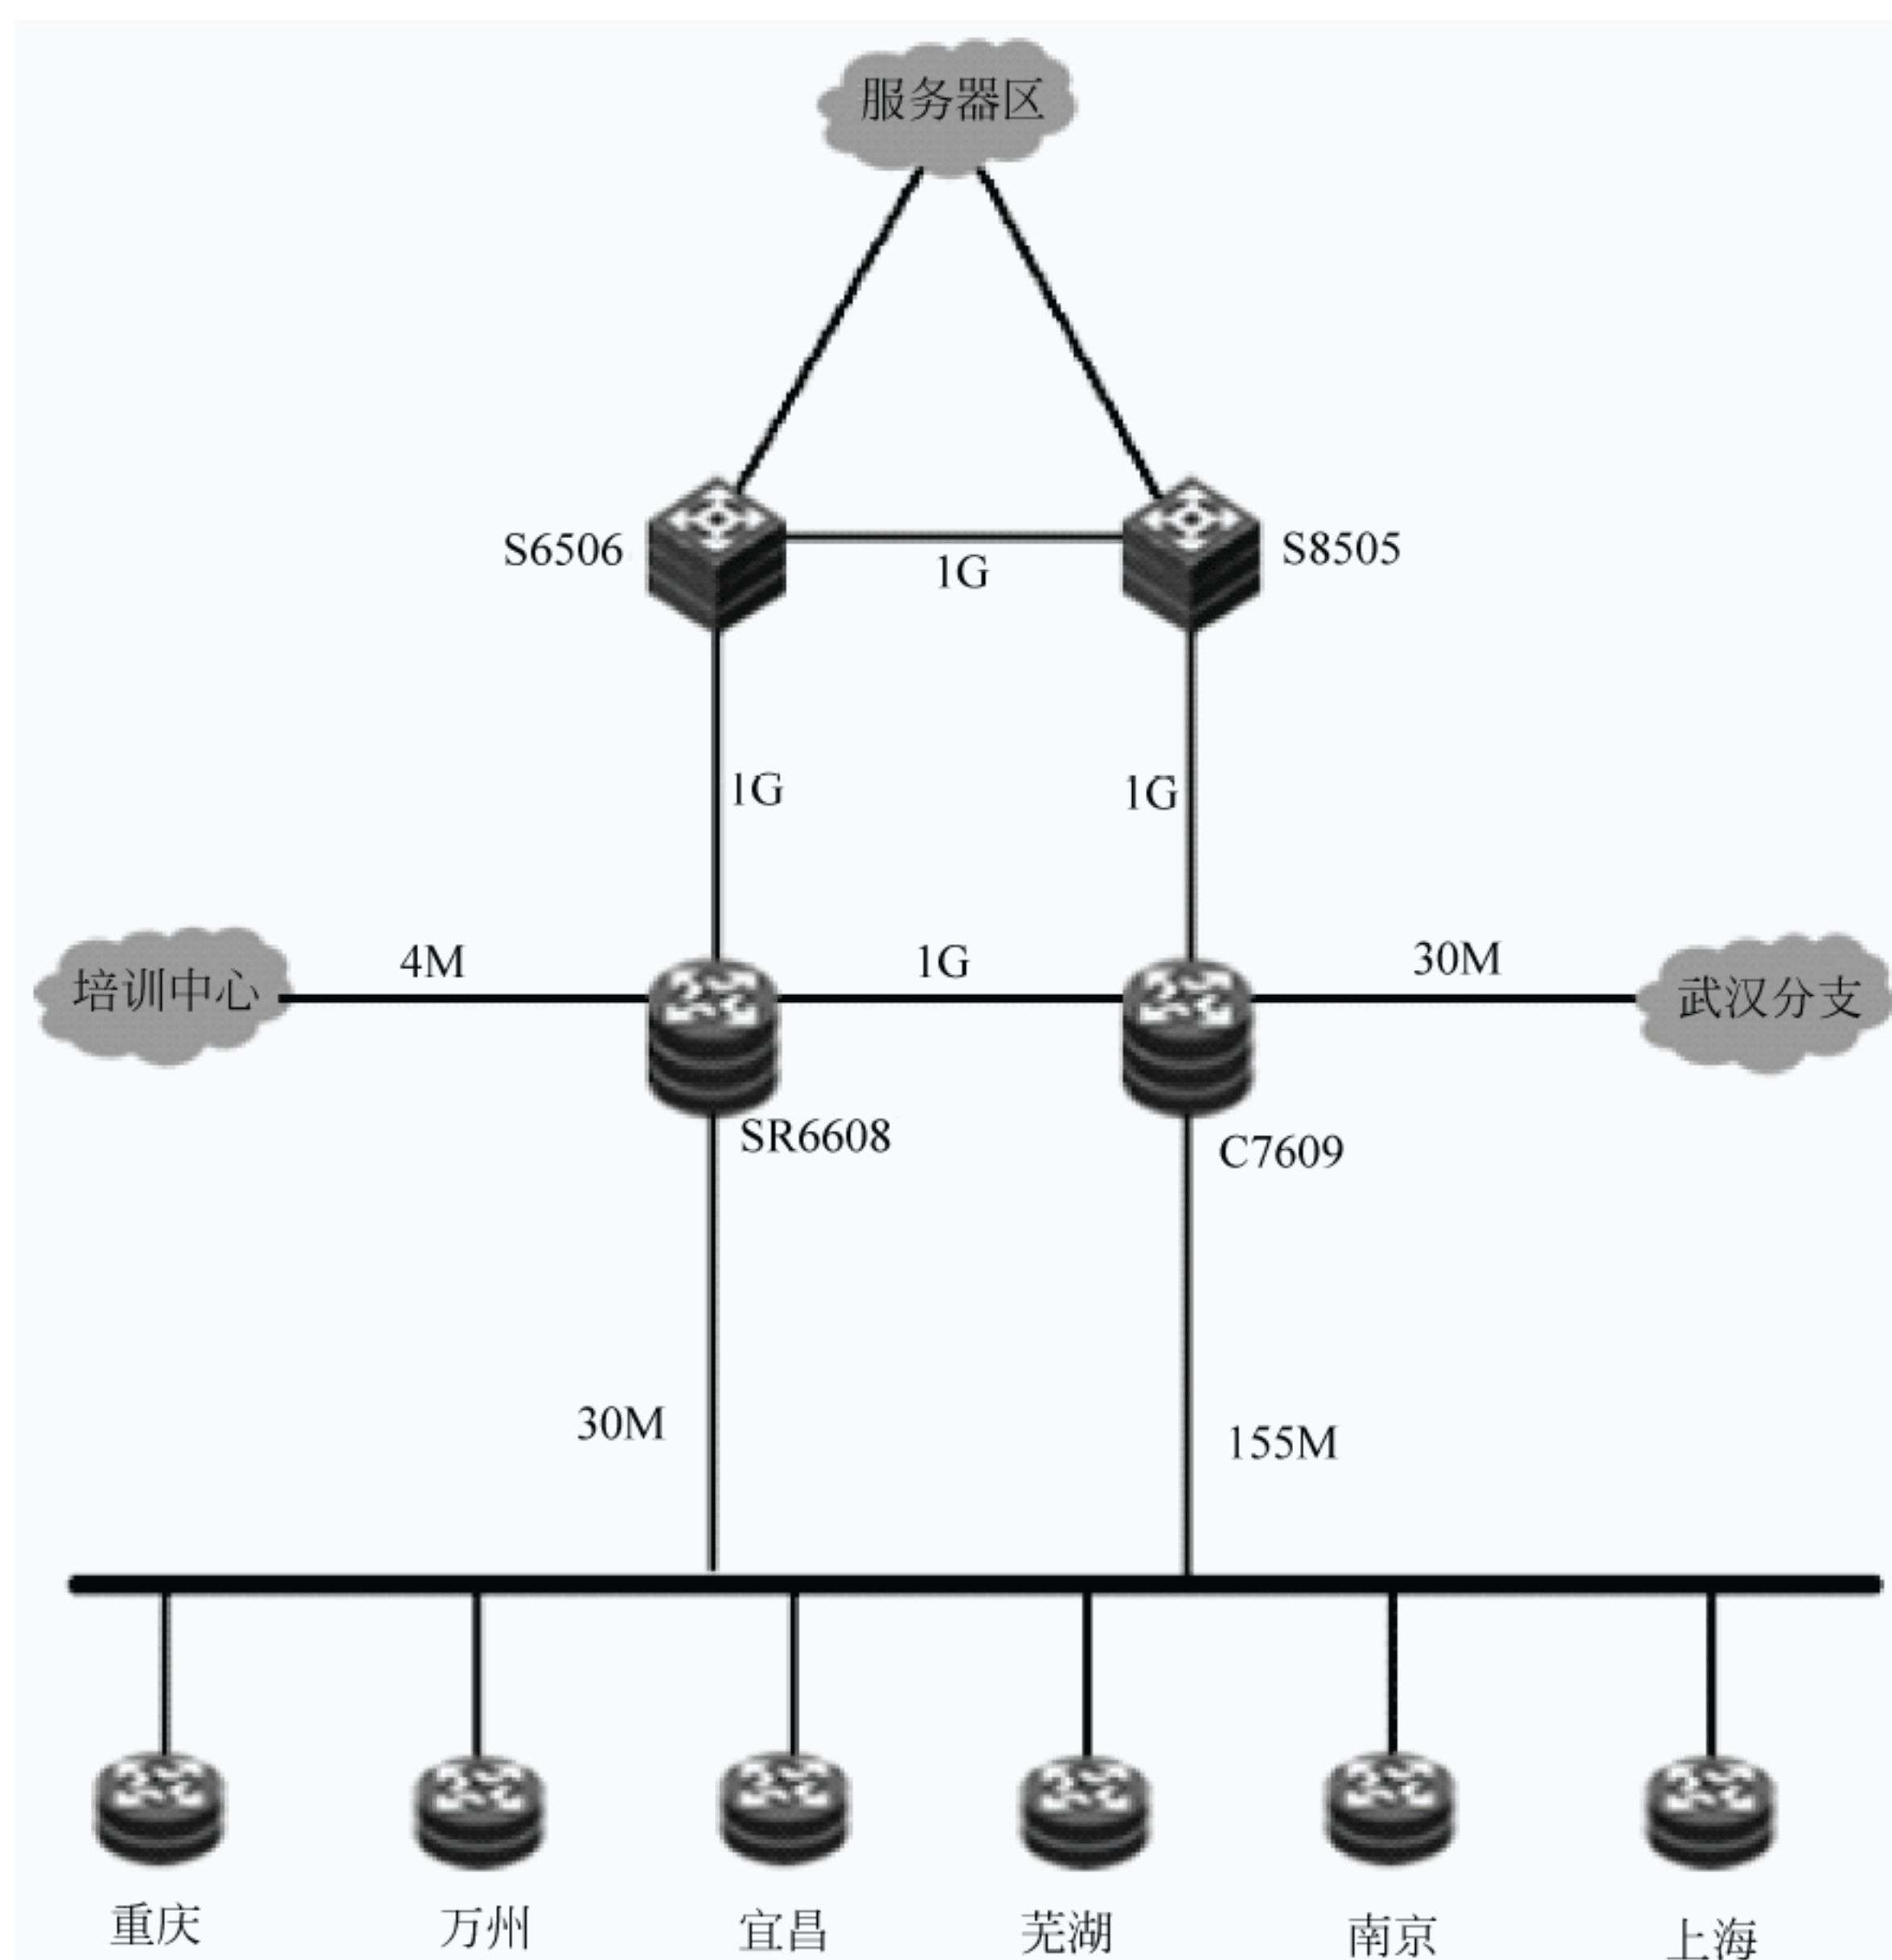 服务器区
S6506
1G
S8505
1G
1G
培训中心
4M
1G
30M
武汉分支
SR6608
C7609
30M
155M
重庆
万州
宜昌
芜湖
南京
上海